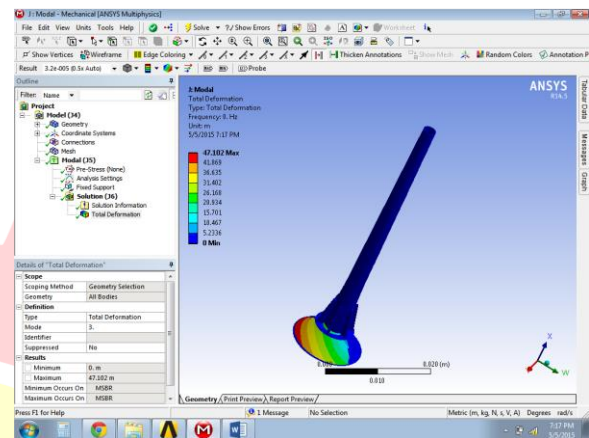 J : Model - Mechanical [ANSYS Multiphysics]
File Edit View Units Tools Help
Solve ?/ Show Errors
Worksheet
Show Vertices Wireframe Edge Coloring Thicken Annotations Show Mesh Random Colors Annotation P
Result 3.2e-005 (0.5x Auto) Probe
Outline
Filter: Name
Project
Model (J4)
Geometry
Coordinate Systems
Connections
Mesh
Modal (J5)
Pre-Stress (None)
Analysis Settings
Fixed Support
Solution (J6)
Solution Information
Total Deformation
Details of "Total Deformation"
Scope
Scoping Method Geometry Selection
Geometry All Bodies
Definition
Type Total Deformation
Mode 3.
Identifier
Suppressed No
Results
Minimum 0. m
Maximum 47.102 m
Minimum Occurs On MSBR
Maximum Occurs On MSBR
J: Modal
Total Deformation
Type: Total Deformation
Frequency: 0. Hz
Unit: m
5/5/2015 7:17 PM
47.102 Max
41.868
36.635
31.402
26.168
20.934
15.701
10.467
5.2336
0 Min
ANSYS
R14.5
0.020 (m)
0.010
X
Geometry Print Preview Report Preview
Tabular Data
Messages
Graph
Press F1 for Help
1 Message
No Selection
Metric (m, kg, N, s, V, A) Degrees rad/s
7:17 PM
5/5/2015